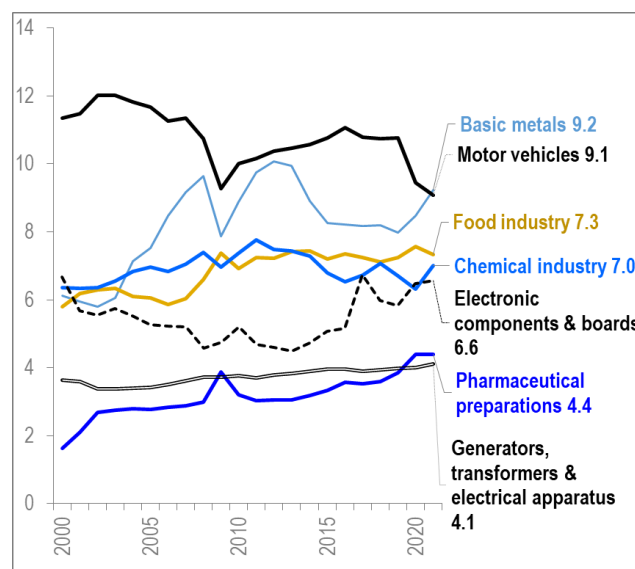 14
12
10
8
6
4
2
0
2000
2005
2010
2015
2020
Basic metals 9.2
Motor vehicles 9.1
Food industry 7.3
Chemical industry 7.0
Electronic
components & boards
6.6
Pharmaceutical
preparations 4.4
Generators,
transformers &
electrical apparatus
4.1